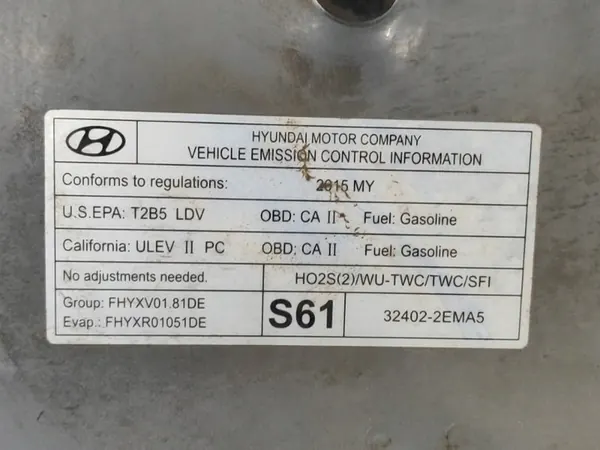 HYUNDAI MOTOR COMPANY
VEHICLE EMISSION CONTROL INFORMATION
Conforms to regulations: 2015 MY
U.S.EPA: T2B5 LDV OBD: CA II Fuel: Gasoline
California: ULEV II PC OBD: CA II Fuel: Gasoline
No adjustments needed. HO2S(2)/WU-TWC/TWC/SFI
Group: FHYXV01.81DE
Evap.: FHYXR01051DE
S61
32402-2EMA5